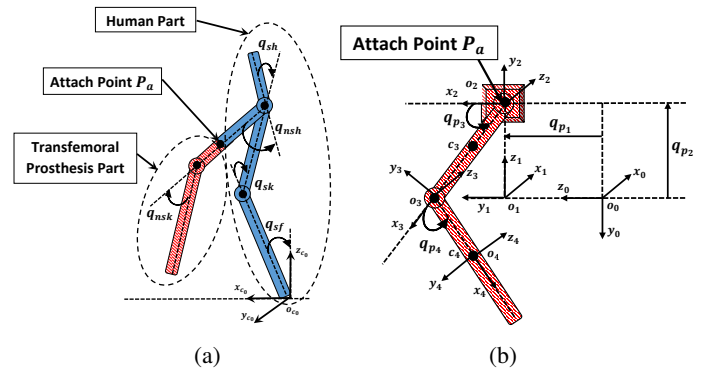 Human Part
q_sh
Attach Point P_a
q_nsh
Transfemoral
Prosthesis Part
q_sk
q_nsk
q_sf
z_c0
x_c0
y_c0
o_c0
(a)
Attach Point P_a
y_2
z_2
x_2
o_2
q_p3
q_p1
q_p2
c_3
z_1
x_1
x_0
y_3
z_3
o_3
y_1
o_1
z_0
o_0
x_3
y_0
q_p4
z_4
c_4
o_4
y_4
x_4
(b)